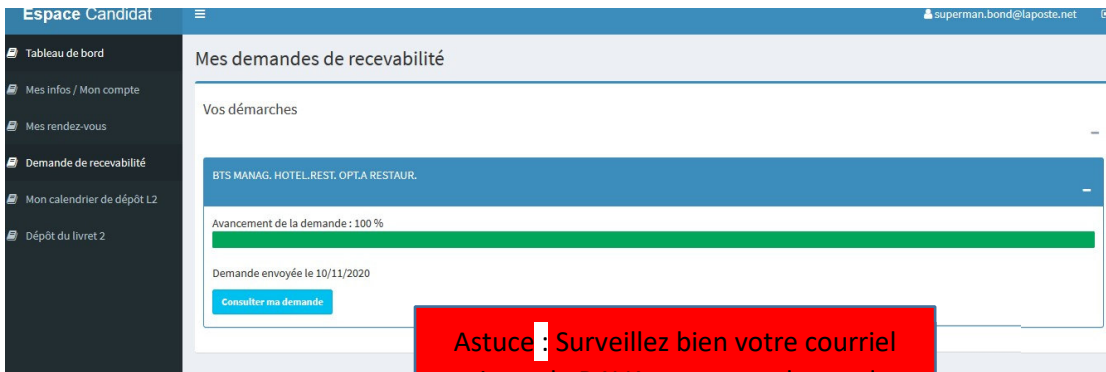 Espace Candidat
superman.bond@laposte.net
Tableau de bord
Mes infos / Mon compte
Mes rendez-vous
Demande de recevabilité
Mon calendrier de dépôt L2
Dépôt du livret 2
Mes demandes de recevabilité
Vos démarches
BTS MANAG. HOTEL.REST. OPT.A RESTAUR.
Avancement de la demande : 100 %
Demande envoyée le 10/11/2020
Consulter ma demande
Astuce : Surveillez bien votre courriel